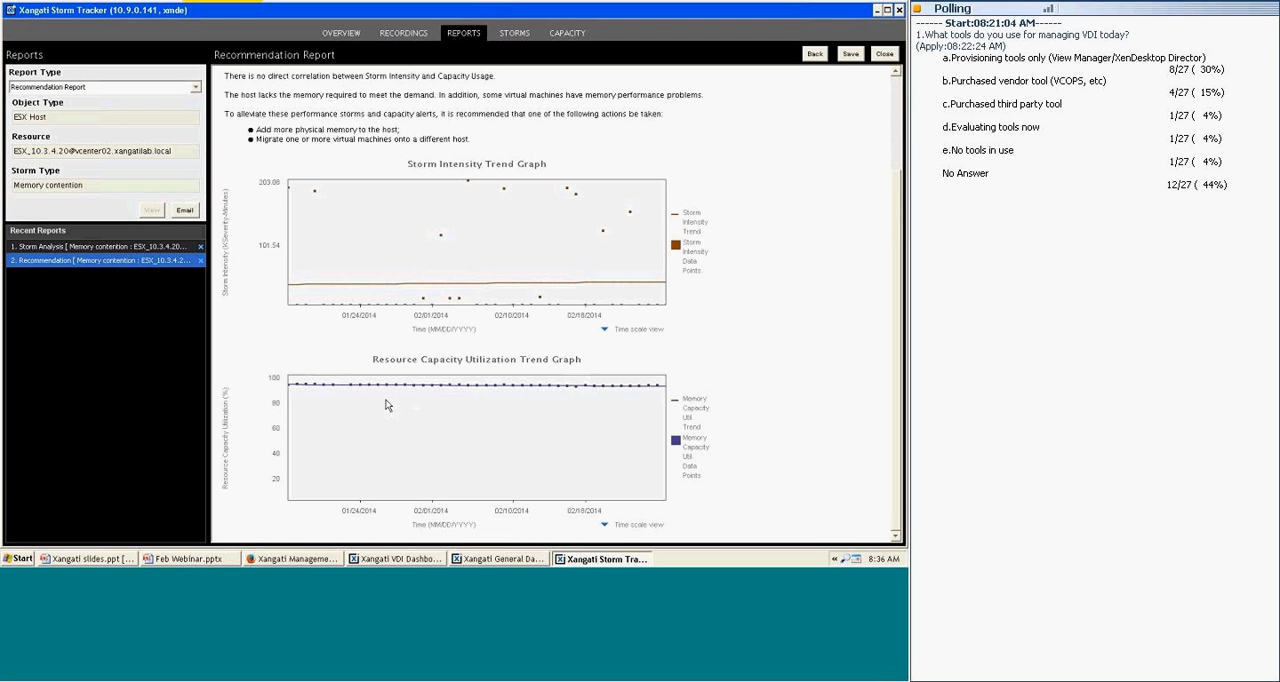 Xangati Storm Tracker (10.9.0.141, xmde)
OVERVIEW RECORDINGS REPORTS STORMS CAPACITY
Reports
Report Type
Recommendation Report
Object Type
ESX Host
Resource
ESX_10.3.4.20@vcenter02.xangatilab.local
Storm Type
Memory contention
View Email
Recent Reports
1. Storm Analysis [ Memory contention : ESX_10.3.4.20...
2. Recommendation [ Memory contention : ESX_10.3.4.2...
Recommendation Report
Back Save Close
There is no direct correlation between Storm Intensity and Capacity Usage.
The host lacks the memory required to meet the demand. In addition, some virtual machines have memory performance problems.
To alleviate these performance storms and capacity alerts, it is recommended that one of the following actions be taken:
Add more physical memory to the host;
Migrate one or more virtual machines onto a different host.
Storm Intensity Trend Graph
Storm Intensity (KSeverity-Minutes)
203.08
101.54
01/24/2014 02/01/2014 02/10/2014 02/18/2014
Time (MM/DD/YYYY)
Time scale view
Storm
Intensity
Trend
Storm
Intensity
Data
Points
Resource Capacity Utilization Trend Graph
Resource Capacity Utilization (%)
100
80
60
40
20
01/24/2014 02/01/2014 02/10/2014 02/18/2014
Time (MM/DD/YYYY)
Time scale view
Memory
Capacity
Util
Trend
Memory
Capacity
Util
Data
Points
Start Xangati slides.ppt [... Feb Webinar.pptx Xangati Manageme... Xangati VDI Dashbo... Xangati General Da... Xangati Storm Tra... 8:36 AM
Polling
------ Start:08:21:04 AM------
1.What tools do you use for managing VDI today?
(Apply:08:22:24 AM)
a.Provisioning tools only (View Manager/XenDesktop Director)
8/27 ( 30%)
b.Purchased vendor tool (VCOPS, etc)
4/27 ( 15%)
c.Purchased third party tool
1/27 ( 4%)
d.Evaluating tools now
1/27 ( 4%)
e.No tools in use
1/27 ( 4%)
No Answer
12/27 ( 44%)